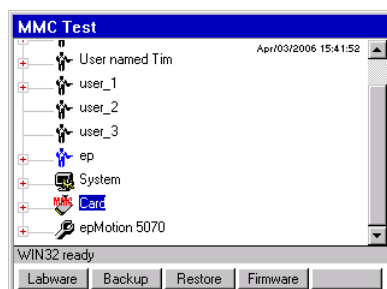 MMC Test
Apr/03/2006 15:41:52
User named Tim
user_1
user_2
user_3
ep
System
MMC Card
epMotion 5070
WIN32 ready
Labware Backup Restore Firmware